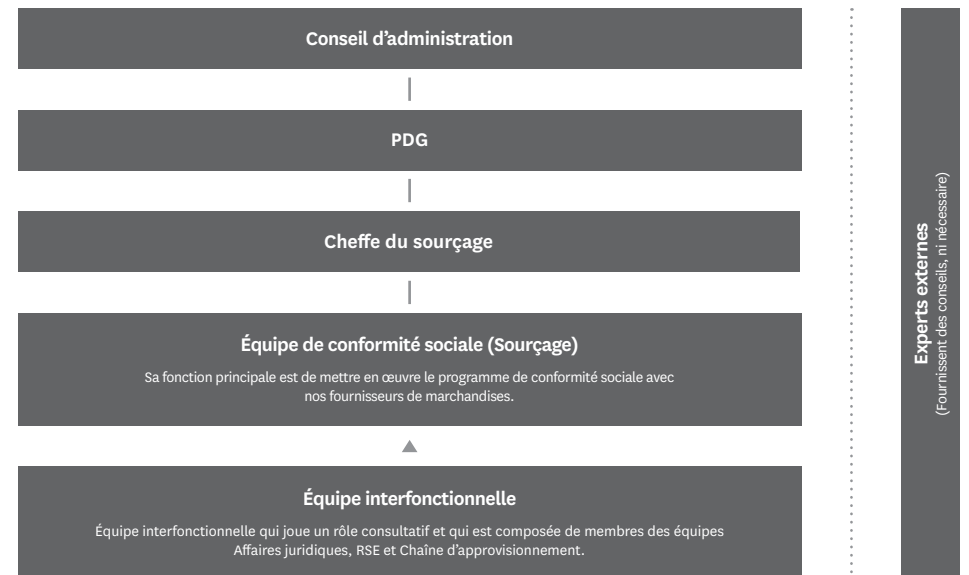 Conseil d'administration
PDG
Cheffe du sourçage
Équipe de conformité sociale (Sourçage)
Sa fonction principale est de mettre en œuvre le programme de conformité sociale avec
nos fournisseurs de marchandises.
Équipe interfonctionnelle
Équipe interfonctionnelle qui joue un rôle consultatif et qui est composée de membres des équipes
Affaires juridiques, RSE et Chaîne d'approvisionnement.
Experts externes
(Fournissent des conseils, ni nécessaire)